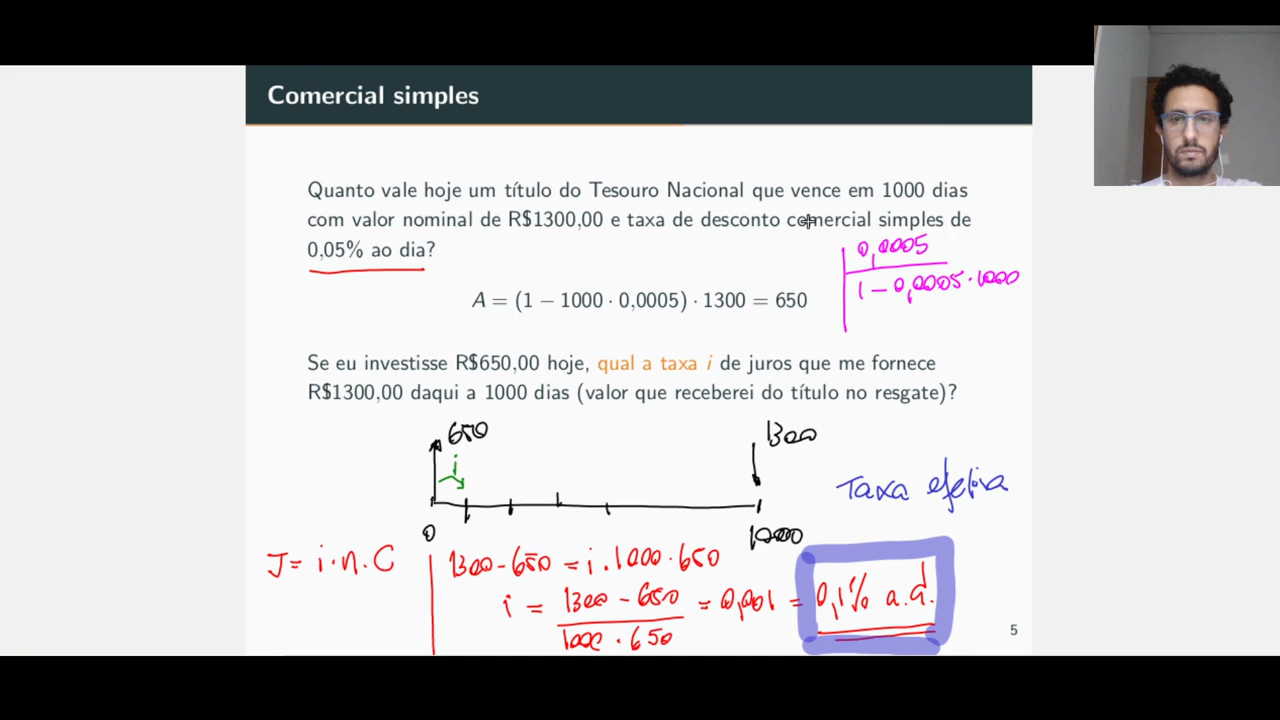 Comercial simples
Quanto vale hoje um título do Tesouro Nacional que vence em 1000 dias
com valor nominal de R$1300,00 e taxa de desconto comercial simples de
0,05% ao dia?
0,0005
1 − 0,0005 · 1000
A = (1 − 1000 · 0,0005) · 1300 = 650
Se eu investisse R$650,00 hoje, qual a taxa i de juros que me fornece
R$1300,00 daqui a 1000 dias (valor que receberei do título no resgate)?
650
1300
i
Taxa efetiva
0
1000
J = i · n · C
1300 - 650 = i . 1000 · 650
i = 1300 - 650 = 0,001 = 0,1% a.d.
1000 · 650
5